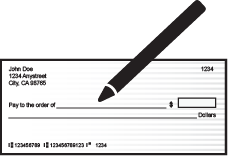 John Doe 1234
1234 Anystreet
City, CA 98765
Pay to the order of $
Dollars
⑆123456789⑆ ⑆123456789123⑆ 1234